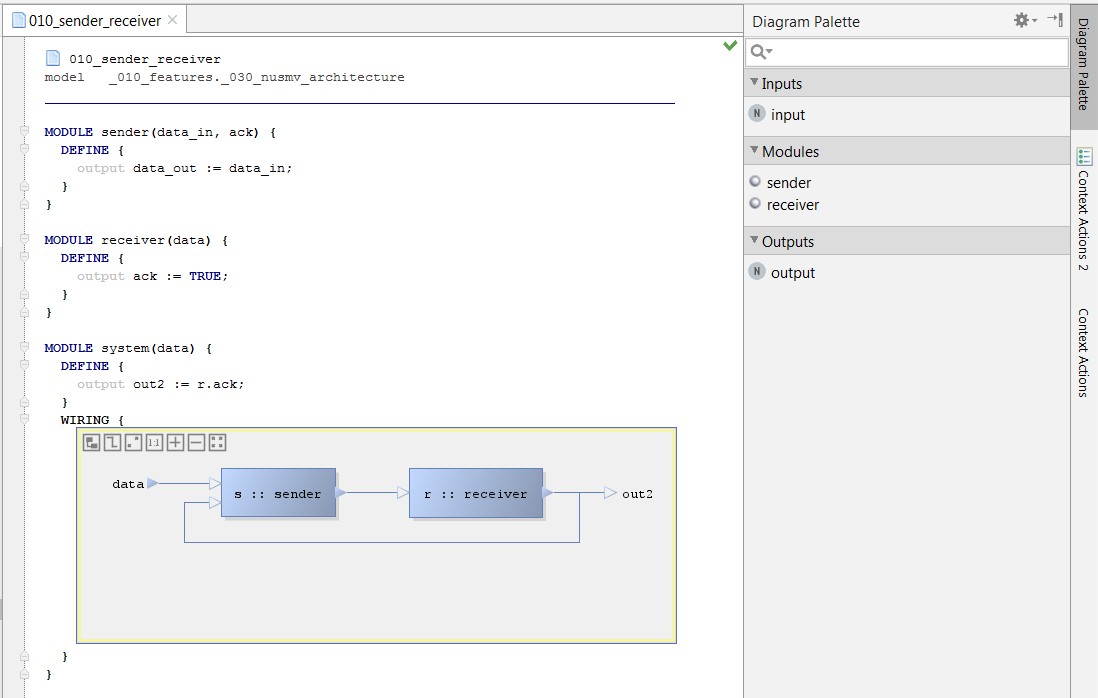 010_sender_receiver
010_sender_receiver
model _010_features._030_nusmv_architecture
MODULE sender(data_in, ack) {
DEFINE {
output data_out := data_in;
}
}
MODULE receiver(data) {
DEFINE {
output ack := TRUE;
}
}
MODULE system(data) {
DEFINE {
output out2 := r.ack;
}
WIRING {
1:1
data
s :: sender
r :: receiver
out2
}
}
Diagram Palette
Inputs
N input
Modules
sender
receiver
Outputs
N output
Diagram Palette
Context Actions 2
Context Actions